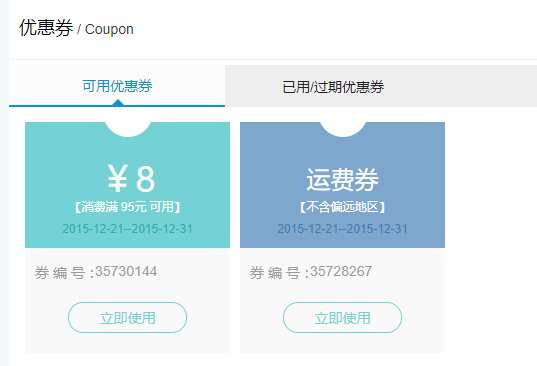 优惠券 / Coupon
可用优惠券 已用/过期优惠券
¥ 8
【消费满 95元 可用】
2015-12-21--2015-12-31
券 编 号 :35730144
立即使用
运费券
【不含偏远地区】
2015-12-21--2015-12-31
券 编 号 :35728267
立即使用